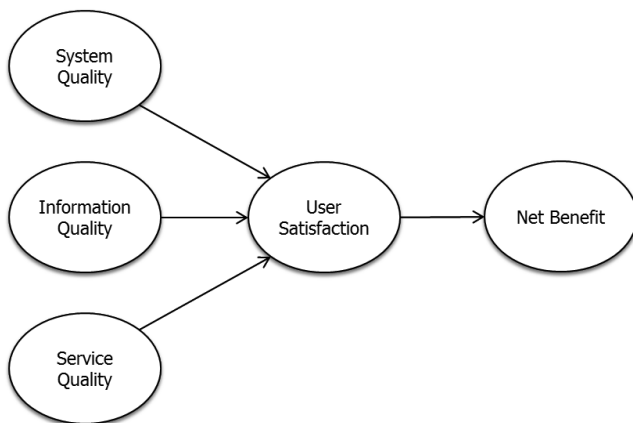 System
Quality
Information
Quality
User
Satisfaction
Net Benefit
Service
Quality